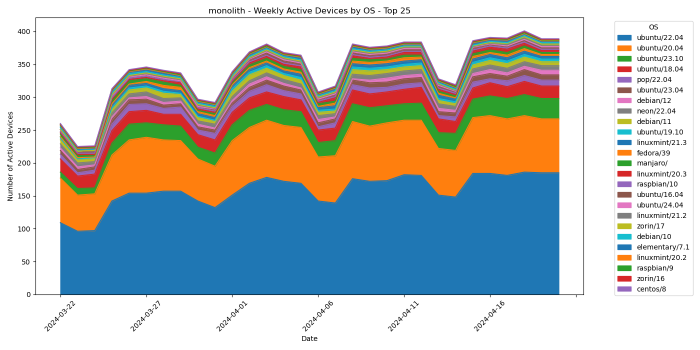 monolith - Weekly Active Devices by OS - Top 25
Number of Active Devices
400
350
300
250
200
150
100
50
0
2024-03-22
2024-03-27
2024-04-01
2024-04-06
2024-04-11
2024-04-16
Date
OS
ubuntu/22.04
ubuntu/20.04
ubuntu/23.10
ubuntu/18.04
pop/22.04
debian/12
neon/22.04
debian/11
ubuntu/19.10
linuxmint/21.3
fedora/39
manjaro/
linuxmint/20.3
raspbian/10
ubuntu/16.04
ubuntu/24.04
linuxmint/21.2
zorin/17
debian/10
elementary/7.1
linuxmint/20.2
raspbian/9
zorin/16
centos/8